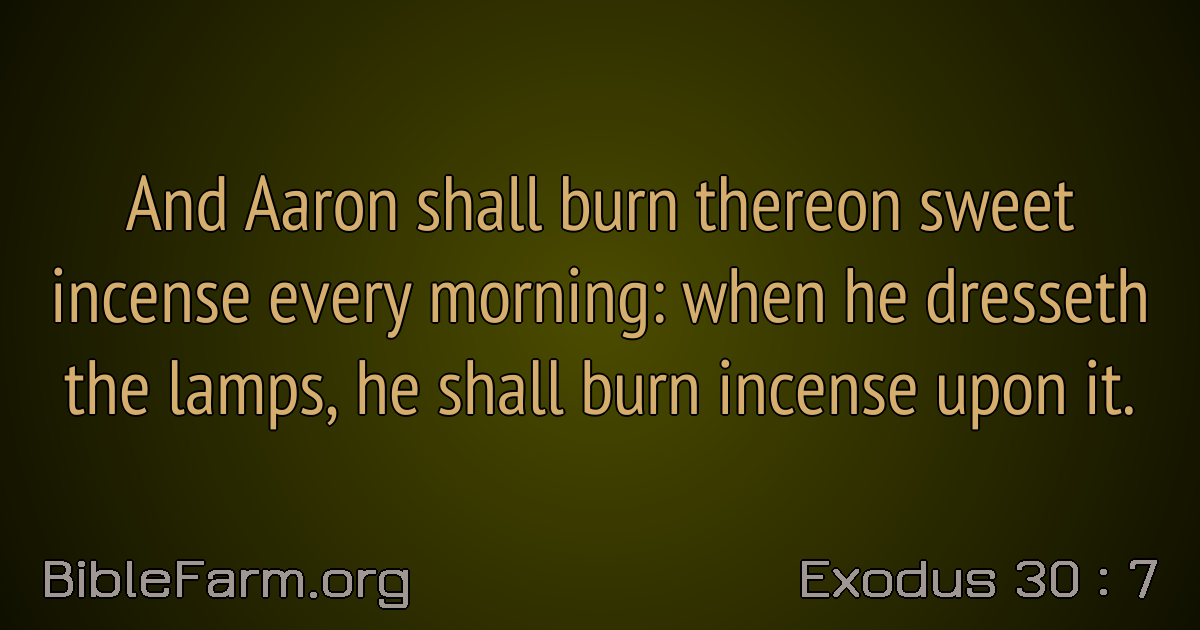 And Aaron shall burn thereon sweet
incense every morning: when he dresseth
the lamps, he shall burn incense upon it.
BibleFarm.org
Exodus 30 : 7